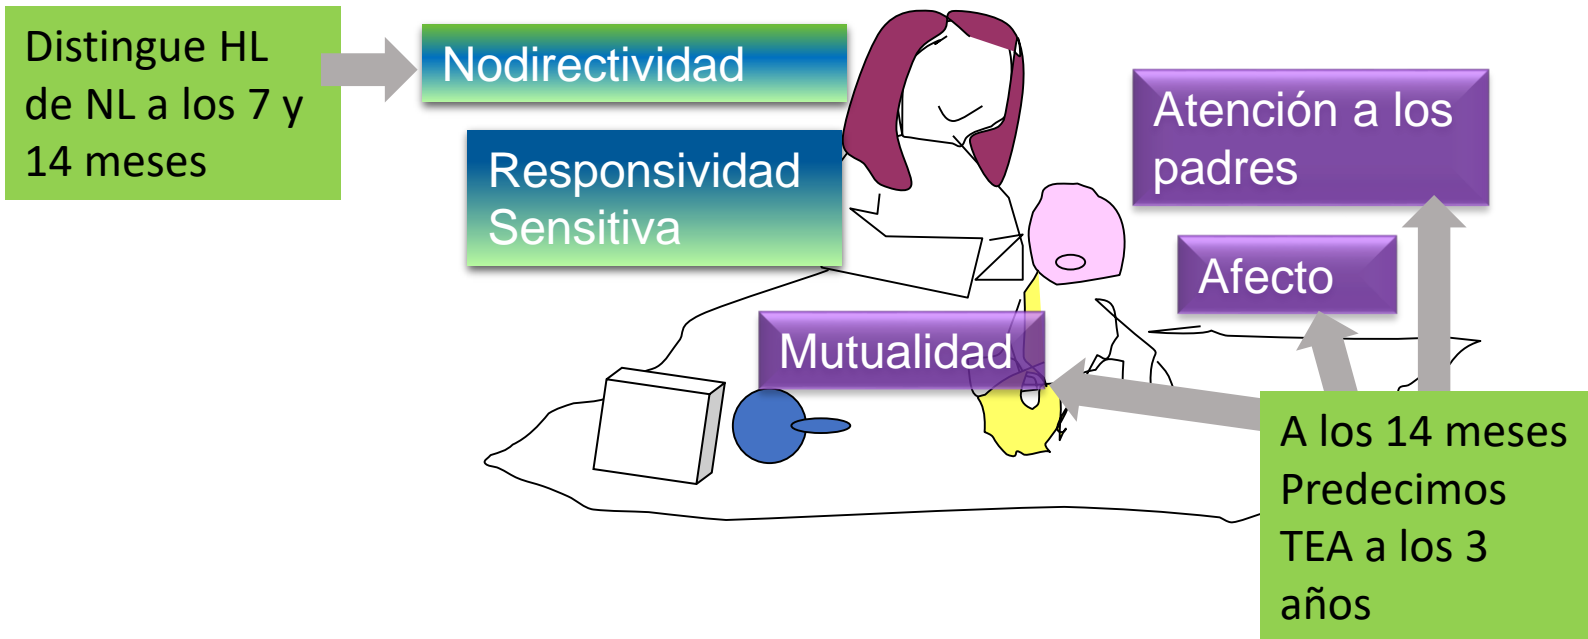 Distingue HL
de NL a los 7 y
14 meses
Nodirectividad
Responsividad
Sensitiva
Atención a los
padres
Afecto
Mutualidad
A los 14 meses
Predecimos
TEA a los 3
años